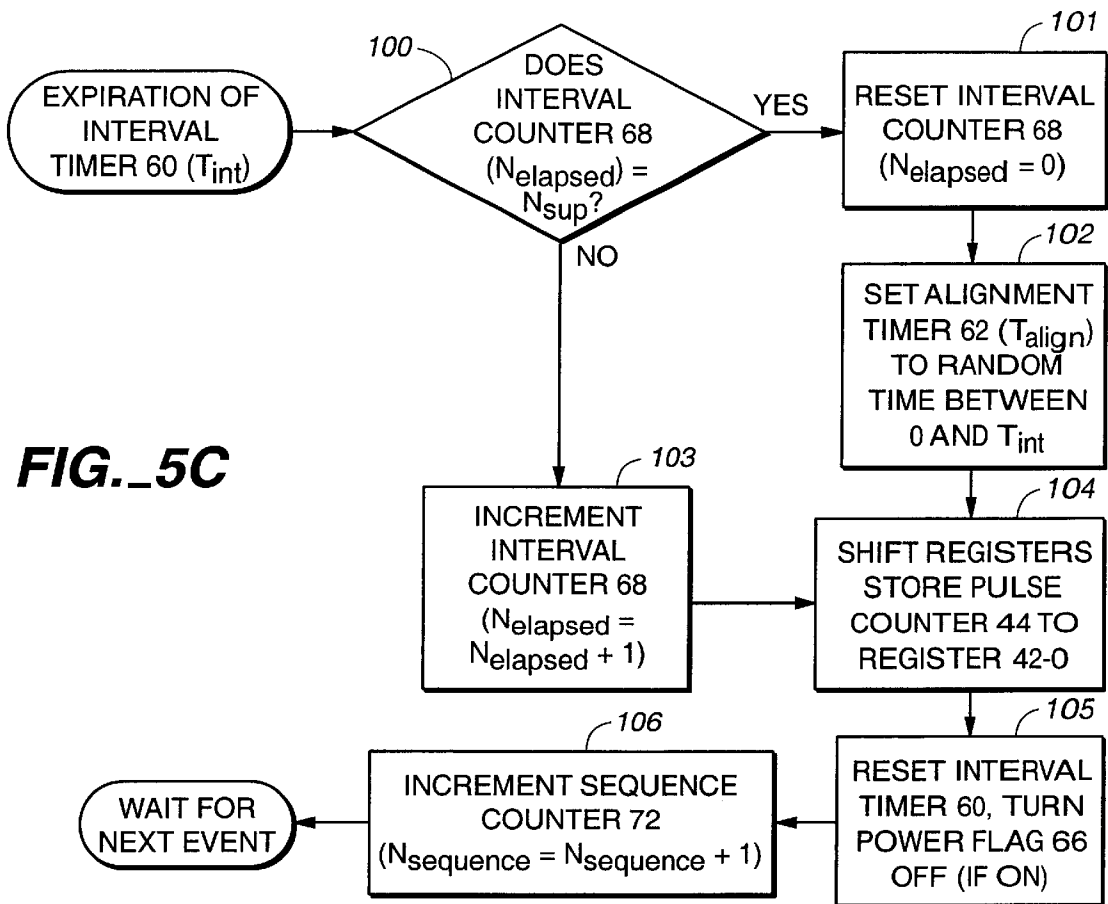 EXPIRATION OF
INTERVAL
TIMER 60 (Tint)
100
DOES
INTERVAL
COUNTER 68
(Nelapsed) =
Nsup?
YES
NO
101
RESET INTERVAL
COUNTER 68
(Nelapsed = 0)
102
SET ALIGNMENT
TIMER 62 (Talign)
TO RANDOM
TIME BETWEEN
0 AND Tint
FIG._5C
103
INCREMENT
INTERVAL
COUNTER 68
(Nelapsed =
Nelapsed + 1)
104
SHIFT REGISTERS
STORE PULSE
COUNTER 44 TO
REGISTER 42-0
105
RESET INTERVAL
TIMER 60, TURN
POWER FLAG 66
OFF (IF ON)
106
INCREMENT SEQUENCE
COUNTER 72
(Nsequence = Nsequence + 1)
WAIT FOR
NEXT EVENT